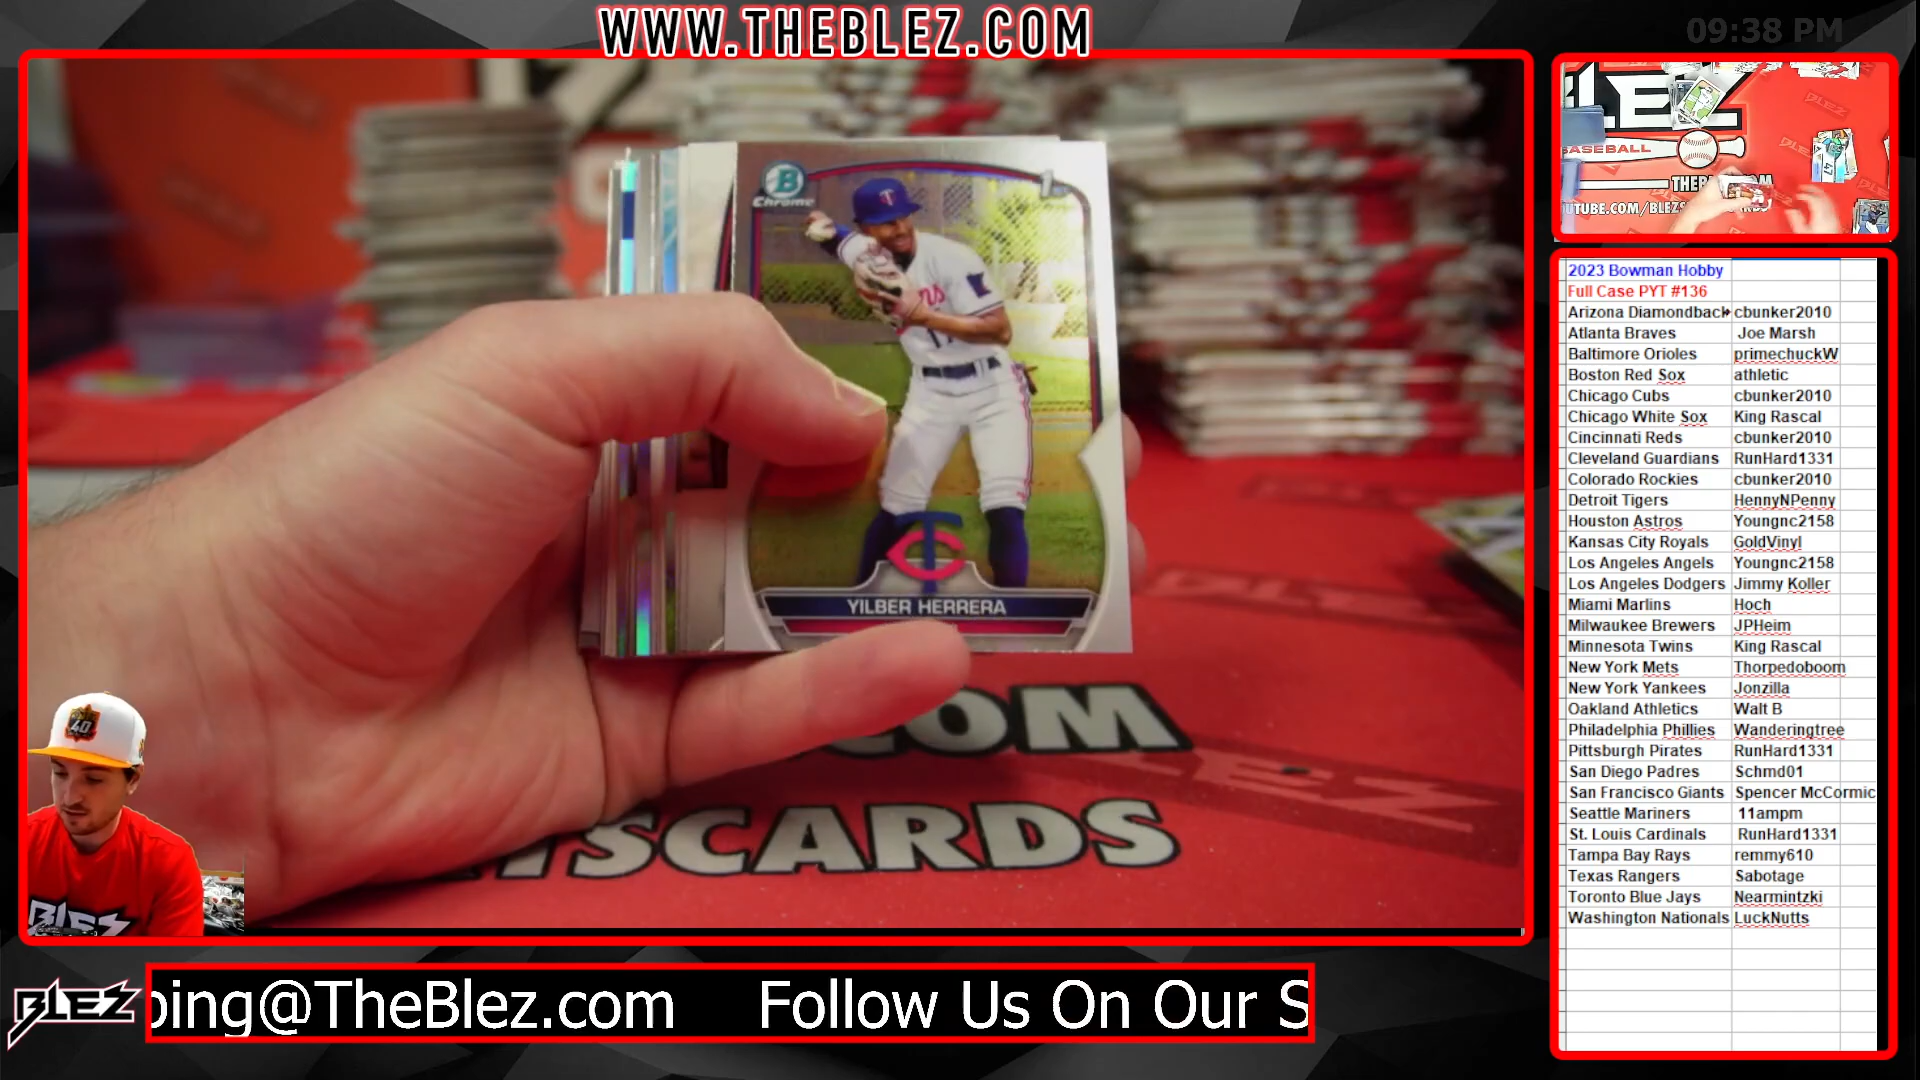 WWW.THEBLEZ.COM
09:38 PM
B
Chrome
1st
YILBER HERRERA
COM
TSCARDS
40
BLEZ
BLEZ
ping@TheBlez.com Follow Us On Our S
LEZ
BASEBALL
47
2023 Bowman Hobby
Full Case PYT #136
Arizona Diamondback cbunker2010
Atlanta Braves Joe Marsh
Baltimore Orioles primechuckW
Boston Red Sox athletic
Chicago Cubs cbunker2010
Chicago White Sox King Rascal
Cincinnati Reds cbunker2010
Cleveland Guardians RunHard1331
Colorado Rockies cbunker2010
Detroit Tigers HennyNPenny
Houston Astros Youngnc2158
Kansas City Royals GoldVinyl
Los Angeles Angels Youngnc2158
Los Angeles Dodgers Jimmy Koller
Miami Marlins Hoch
Milwaukee Brewers JPHeim
Minnesota Twins King Rascal
New York Mets Thorpedoboom
New York Yankees Jonzilla
Oakland Athletics Walt B
Philadelphia Phillies Wanderingtree
Pittsburgh Pirates RunHard1331
San Diego Padres Schmd01
San Francisco Giants Spencer McCormic
Seattle Mariners 11ampm
St. Louis Cardinals RunHard1331
Tampa Bay Rays remmy610
Texas Rangers Sabotage
Toronto Blue Jays Nearmintzki
Washington Nationals LuckNutts